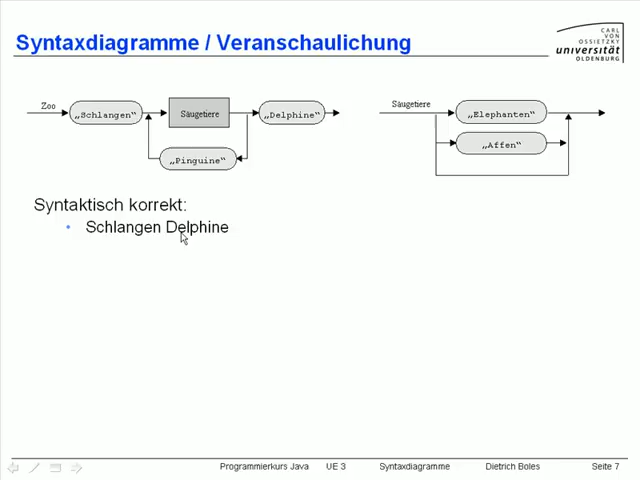 Syntaxdiagramme / Veranschaulichung
CARL
VON
OSSIETZKY
universität
OLDENBURG
Zoo
„Schlangen“
Säugetiere
„Delphine“
„Pinguine“
Säugetiere
„Elephanten“
„Affen“
Syntaktisch korrekt:
• Schlangen Delphine
Programmierkurs Java UE 3 Syntaxdiagramme Dietrich Boles Seite 7